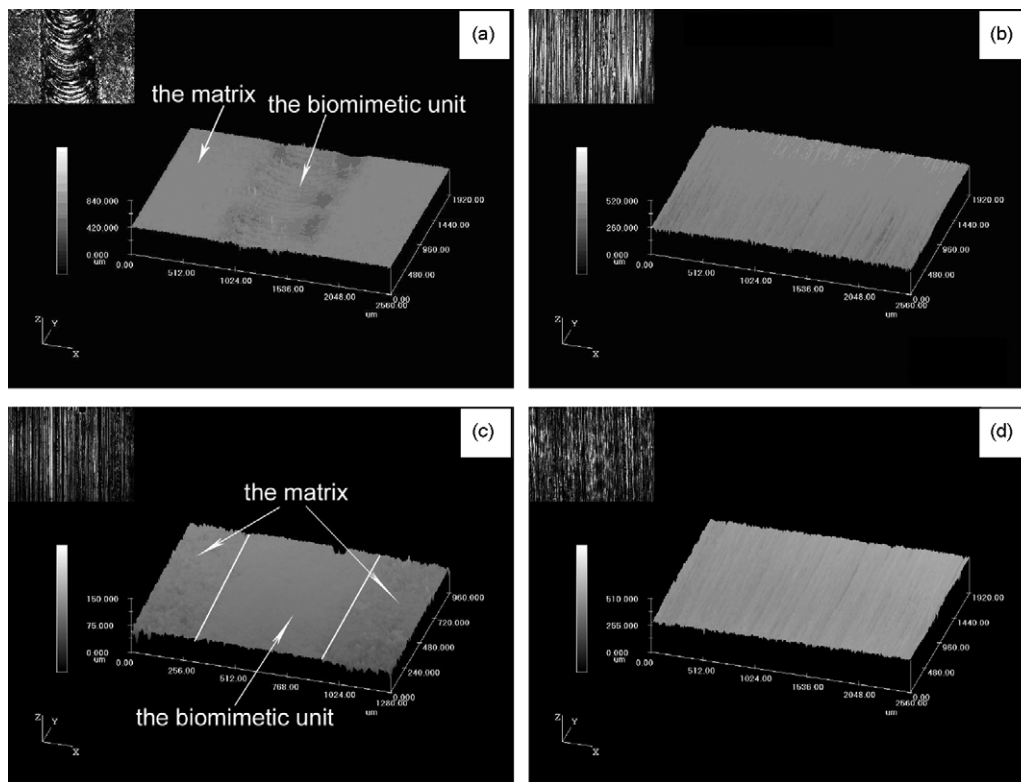 (a)
the matrix
the biomimetic unit
840.000
420.000
0.000
um
0.00
512.00
1024.00
1536.00
2048.00
2560.00
um
0.00
480.00
960.00
1440.00
1920.00
Z
Y
X
(b)
520.000
260.000
0.000
um
0.00
512.00
1024.00
1536.00
2048.00
2560.00
um
0.00
480.00
960.00
1440.00
1920.00
Z
Y
X
(c)
the matrix
150.000
75.000
0.000
um
0.00
256.00
512.00
768.00
1024.00
1280.00
um
0.000
240.000
480.000
720.000
960.000
the biomimetic unit
Z
Y
X
(d)
510.000
255.000
0.000
um
0.00
512.00
1024.00
1536.00
2048.00
2560.00
um
0.00
480.00
960.00
1440.00
1920.00
Z
Y
X